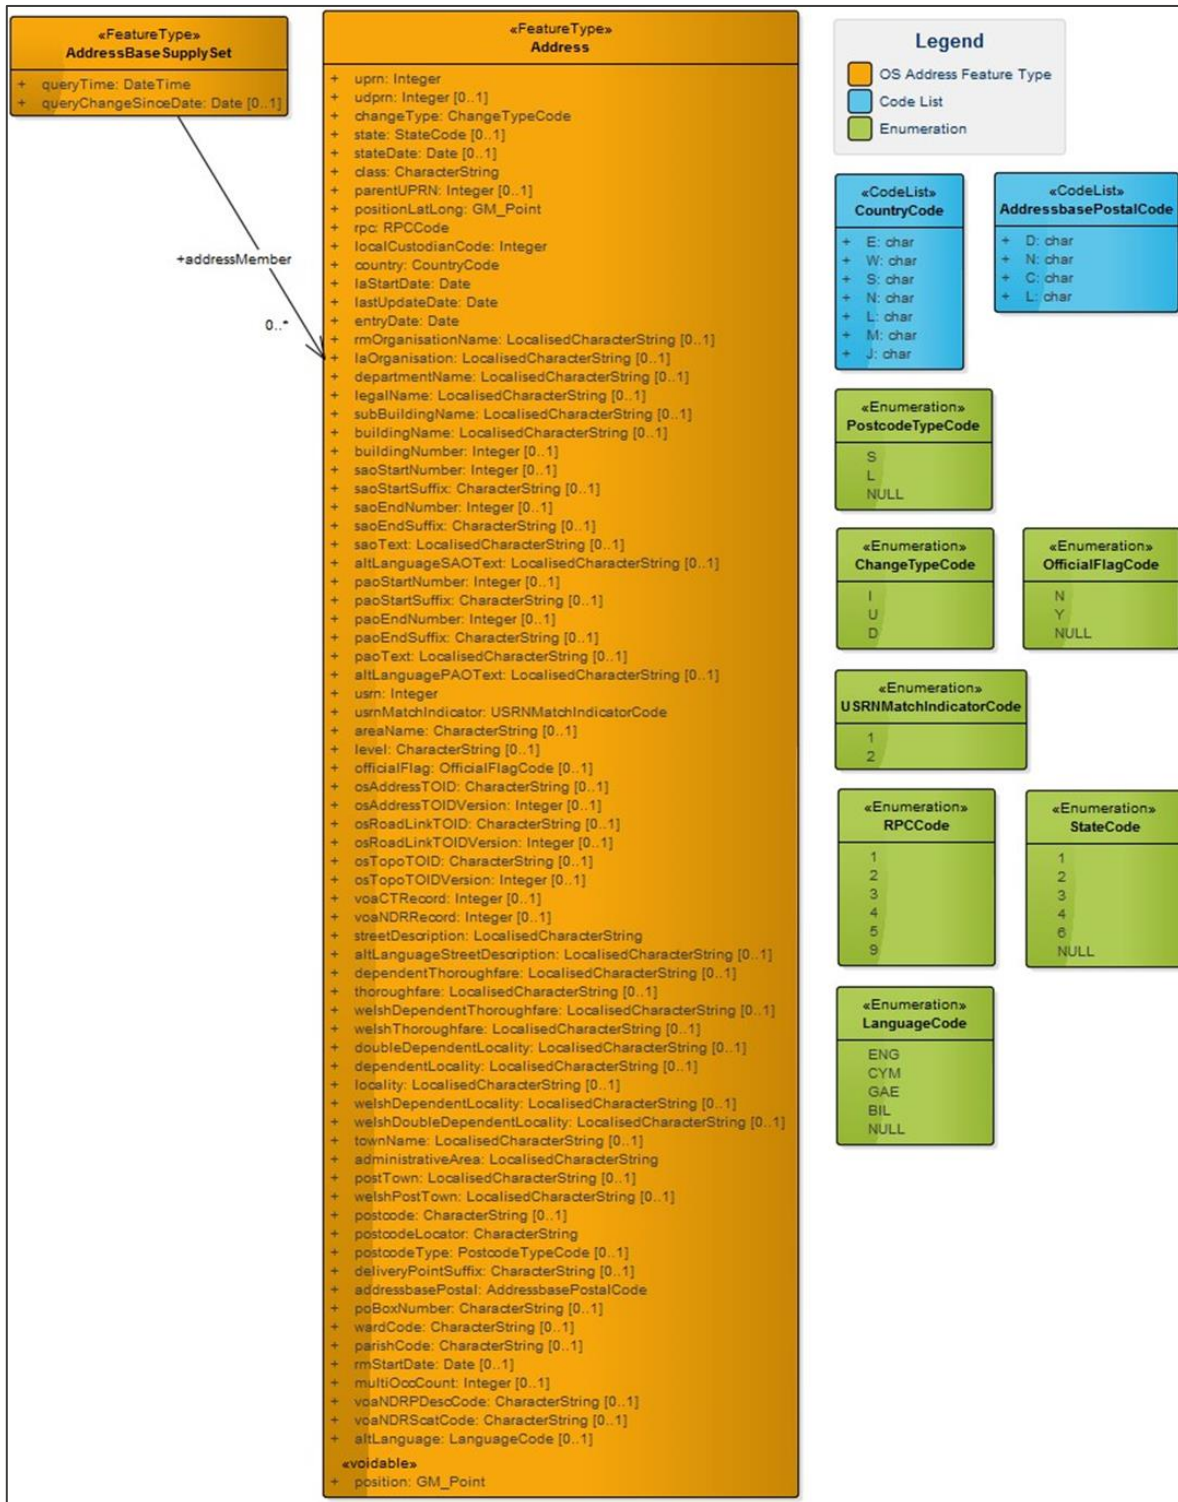 «FeatureType»
AddressBaseSupplySet
+ queryTime: DateTime
+ queryChangeSinceDate: Date [0..1]
+addressMember
0..*
«FeatureType»
Address
+ uprn: Integer
+ udprn: Integer [0..1]
+ changeType: ChangeTypeCode
+ state: StateCode [0..1]
+ stateDate: Date [0..1]
+ class: CharacterString
+ parentUPRN: Integer [0..1]
+ positionLatLong: GM_Point
+ rpc: RPCCode
+ localCustodianCode: Integer
+ country: CountryCode
+ laStartDate: Date
+ lastUpdateDate: Date
+ entryDate: Date
+ rmOrganisationName: LocalisedCharacterString [0..1]
+ laOrganisation: LocalisedCharacterString [0..1]
+ departmentName: LocalisedCharacterString [0..1]
+ legalName: LocalisedCharacterString [0..1]
+ subBuildingName: LocalisedCharacterString [0..1]
+ buildingName: LocalisedCharacterString [0..1]
+ buildingNumber: Integer [0..1]
+ saoStartNumber: Integer [0..1]
+ saoStartSuffix: CharacterString [0..1]
+ saoEndNumber: Integer [0..1]
+ saoEndSuffix: CharacterString [0..1]
+ saoText: LocalisedCharacterString [0..1]
+ altLanguageSAOText: LocalisedCharacterString [0..1]
+ paoStartNumber: Integer [0..1]
+ paoStartSuffix: CharacterString [0..1]
+ paoEndNumber: Integer [0..1]
+ paoEndSuffix: CharacterString [0..1]
+ paoText: LocalisedCharacterString [0..1]
+ altLanguagePAOText: LocalisedCharacterString [0..1]
+ usrn: Integer
+ usrnMatchIndicator: USRNMatchIndicatorCode
+ areaName: CharacterString [0..1]
+ level: CharacterString [0..1]
+ officialFlag: OfficialFlagCode [0..1]
+ osAddressTOID: CharacterString [0..1]
+ osAddressTOIDVersion: Integer [0..1]
+ osRoadLinkTOID: CharacterString [0..1]
+ osRoadLinkTOIDVersion: Integer [0..1]
+ osTopoTOID: CharacterString [0..1]
+ osTopoTOIDVersion: Integer [0..1]
+ voaCTRecord: Integer [0..1]
+ voaNDRRecord: Integer [0..1]
+ streetDescription: LocalisedCharacterString
+ altLanguageStreetDescription: LocalisedCharacterString [0..1]
+ dependentThoroughfare: LocalisedCharacterString [0..1]
+ thoroughfare: LocalisedCharacterString [0..1]
+ welshDependentThoroughfare: LocalisedCharacterString [0..1]
+ welshThoroughfare: LocalisedCharacterString [0..1]
+ doubleDependentLocality: LocalisedCharacterString [0..1]
+ dependentLocality: LocalisedCharacterString [0..1]
+ locality: LocalisedCharacterString [0..1]
+ welshDependentLocality: LocalisedCharacterString [0..1]
+ welshDoubleDependentLocality: LocalisedCharacterString [0..1]
+ townName: LocalisedCharacterString [0..1]
+ administrativeArea: LocalisedCharacterString
+ postTown: LocalisedCharacterString [0..1]
+ welshPostTown: LocalisedCharacterString [0..1]
+ postcode: CharacterString [0..1]
+ postcodeLocator: CharacterString
+ postcodeType: PostcodeTypeCode [0..1]
+ deliveryPointSuffix: CharacterString [0..1]
+ addressbasePostal: AddressbasePostalCode
+ poBoxNumber: CharacterString [0..1]
+ wardCode: CharacterString [0..1]
+ parishCode: CharacterString [0..1]
+ rmStartDate: Date [0..1]
+ multiOccCount: Integer [0..1]
+ voaNDRPDescCode: CharacterString [0..1]
+ voaNDRScatCode: CharacterString [0..1]
+ altLanguage: LanguageCode [0..1]
«voidable»
+ position: GM_Point
Legend
OS Address Feature Type
Code List
Enumeration
«CodeList»
CountryCode
+ E: char
+ W: char
+ S: char
+ N: char
+ L: char
+ M: char
+ J: char
«CodeList»
AddressbasePostalCode
+ D: char
+ N: char
+ C: char
+ L: char
«Enumeration»
PostcodeTypeCode
S
L
NULL
«Enumeration»
ChangeTypeCode
I
U
D
«Enumeration»
OfficialFlagCode
N
Y
NULL
«Enumeration»
USRNMatchIndicatorCode
1
2
«Enumeration»
RPCCode
1
2
3
4
5
9
«Enumeration»
StateCode
1
2
3
4
6
NULL
«Enumeration»
LanguageCode
ENG
CYM
GAE
BIL
NULL